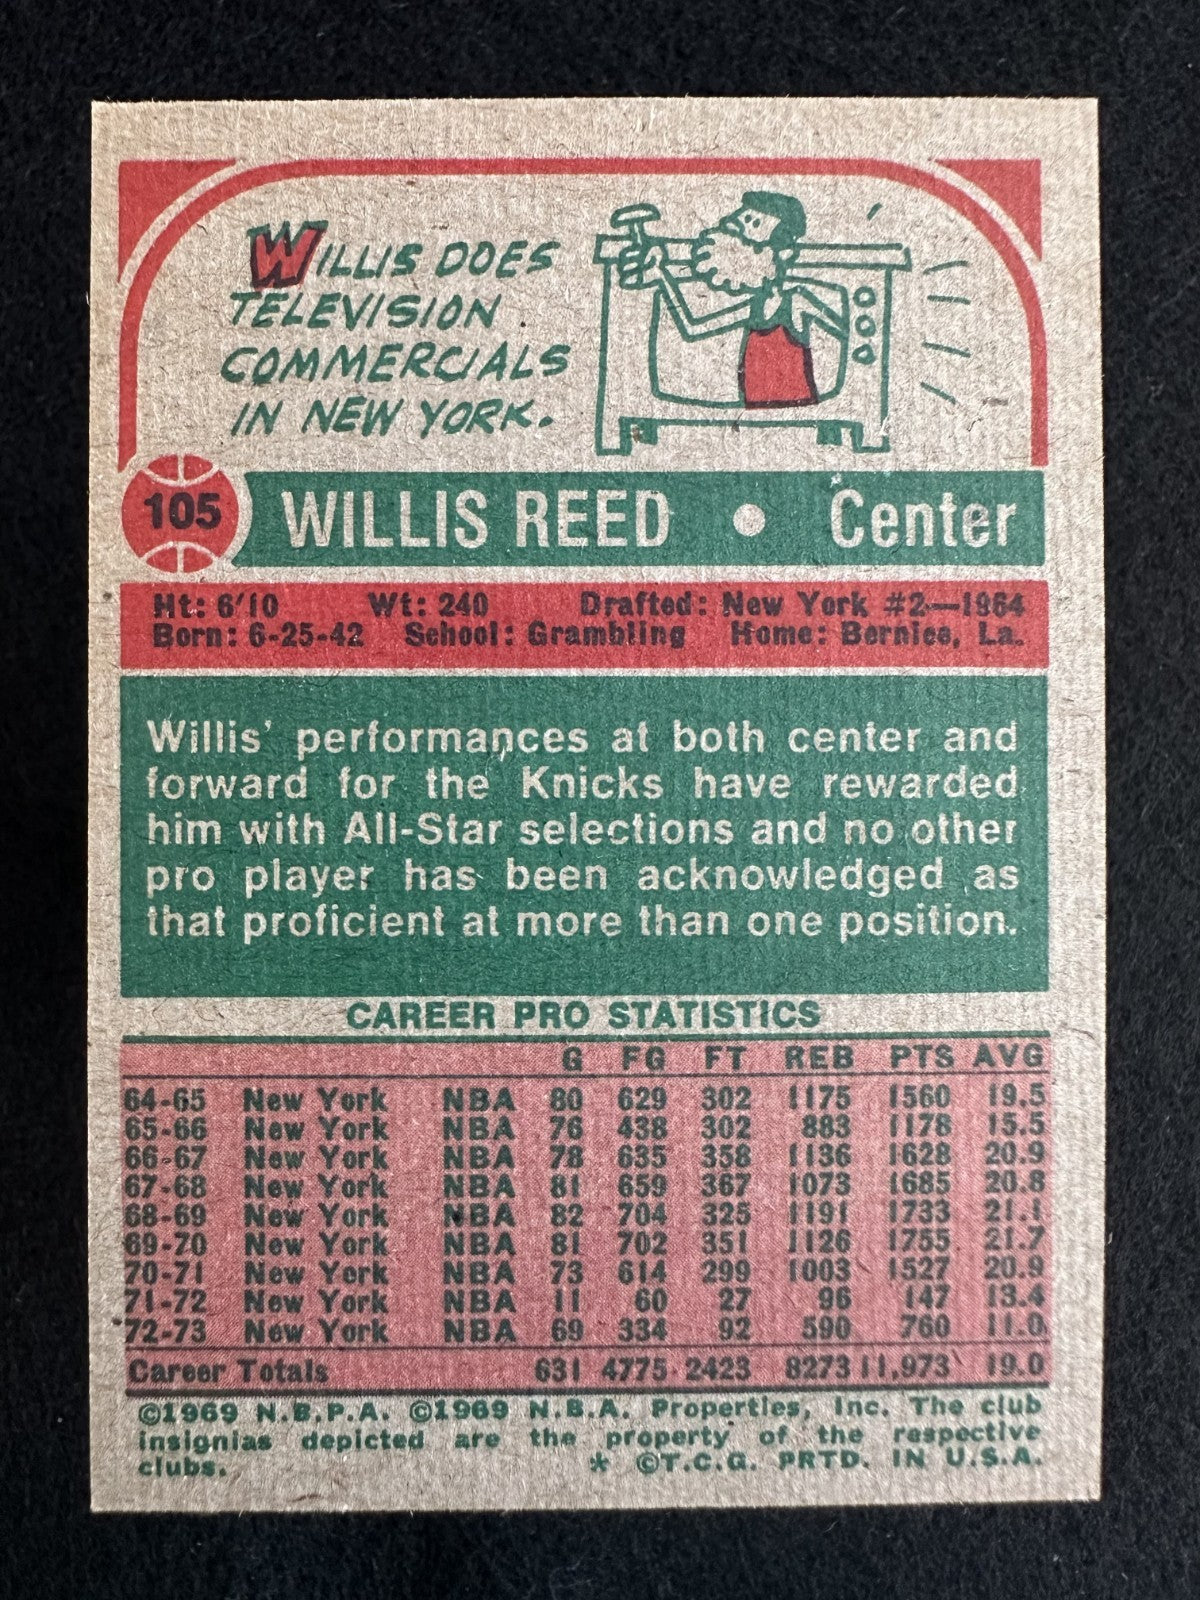 WILLIS DOES
TELEVISION
COMMERCIALS
IN NEW YORK.
105 WILLIS REED • Center
Ht: 6'10 Wt: 240 Drafted: New York #2—1964
Born: 6-25-42 School: Grambling Home: Bernice, La.
Willis' performances at both center and
forward for the Knicks have rewarded
him with All-Star selections and no other
pro player has been acknowledged as
that proficient at more than one position.
CAREER PRO STATISTICS
G FG FT REB PTS AVG
64-65 New York NBA 80 629 302 1175 1560 19.5
65-66 New York NBA 76 438 302 883 1178 15.5
66-67 New York NBA 78 635 358 1136 1628 20.9
67-68 New York NBA 81 659 367 1073 1685 20.8
68-69 New York NBA 82 704 325 1191 1733 21.1
69-70 New York NBA 81 702 351 1126 1755 21.7
70-71 New York NBA 73 614 299 1003 1527 20.9
71-72 New York NBA 11 60 27 96 147 13.4
72-73 New York NBA 69 334 92 590 760 11.0
Career Totals 631 4775 2423 8273 11,973 19.0
©1969 N.B.P.A. ©1969 N.B.A. Properties, Inc. The club
insignias depicted are the property of the respective
clubs. * ©T.C.G. PRTD. IN U.S.A.